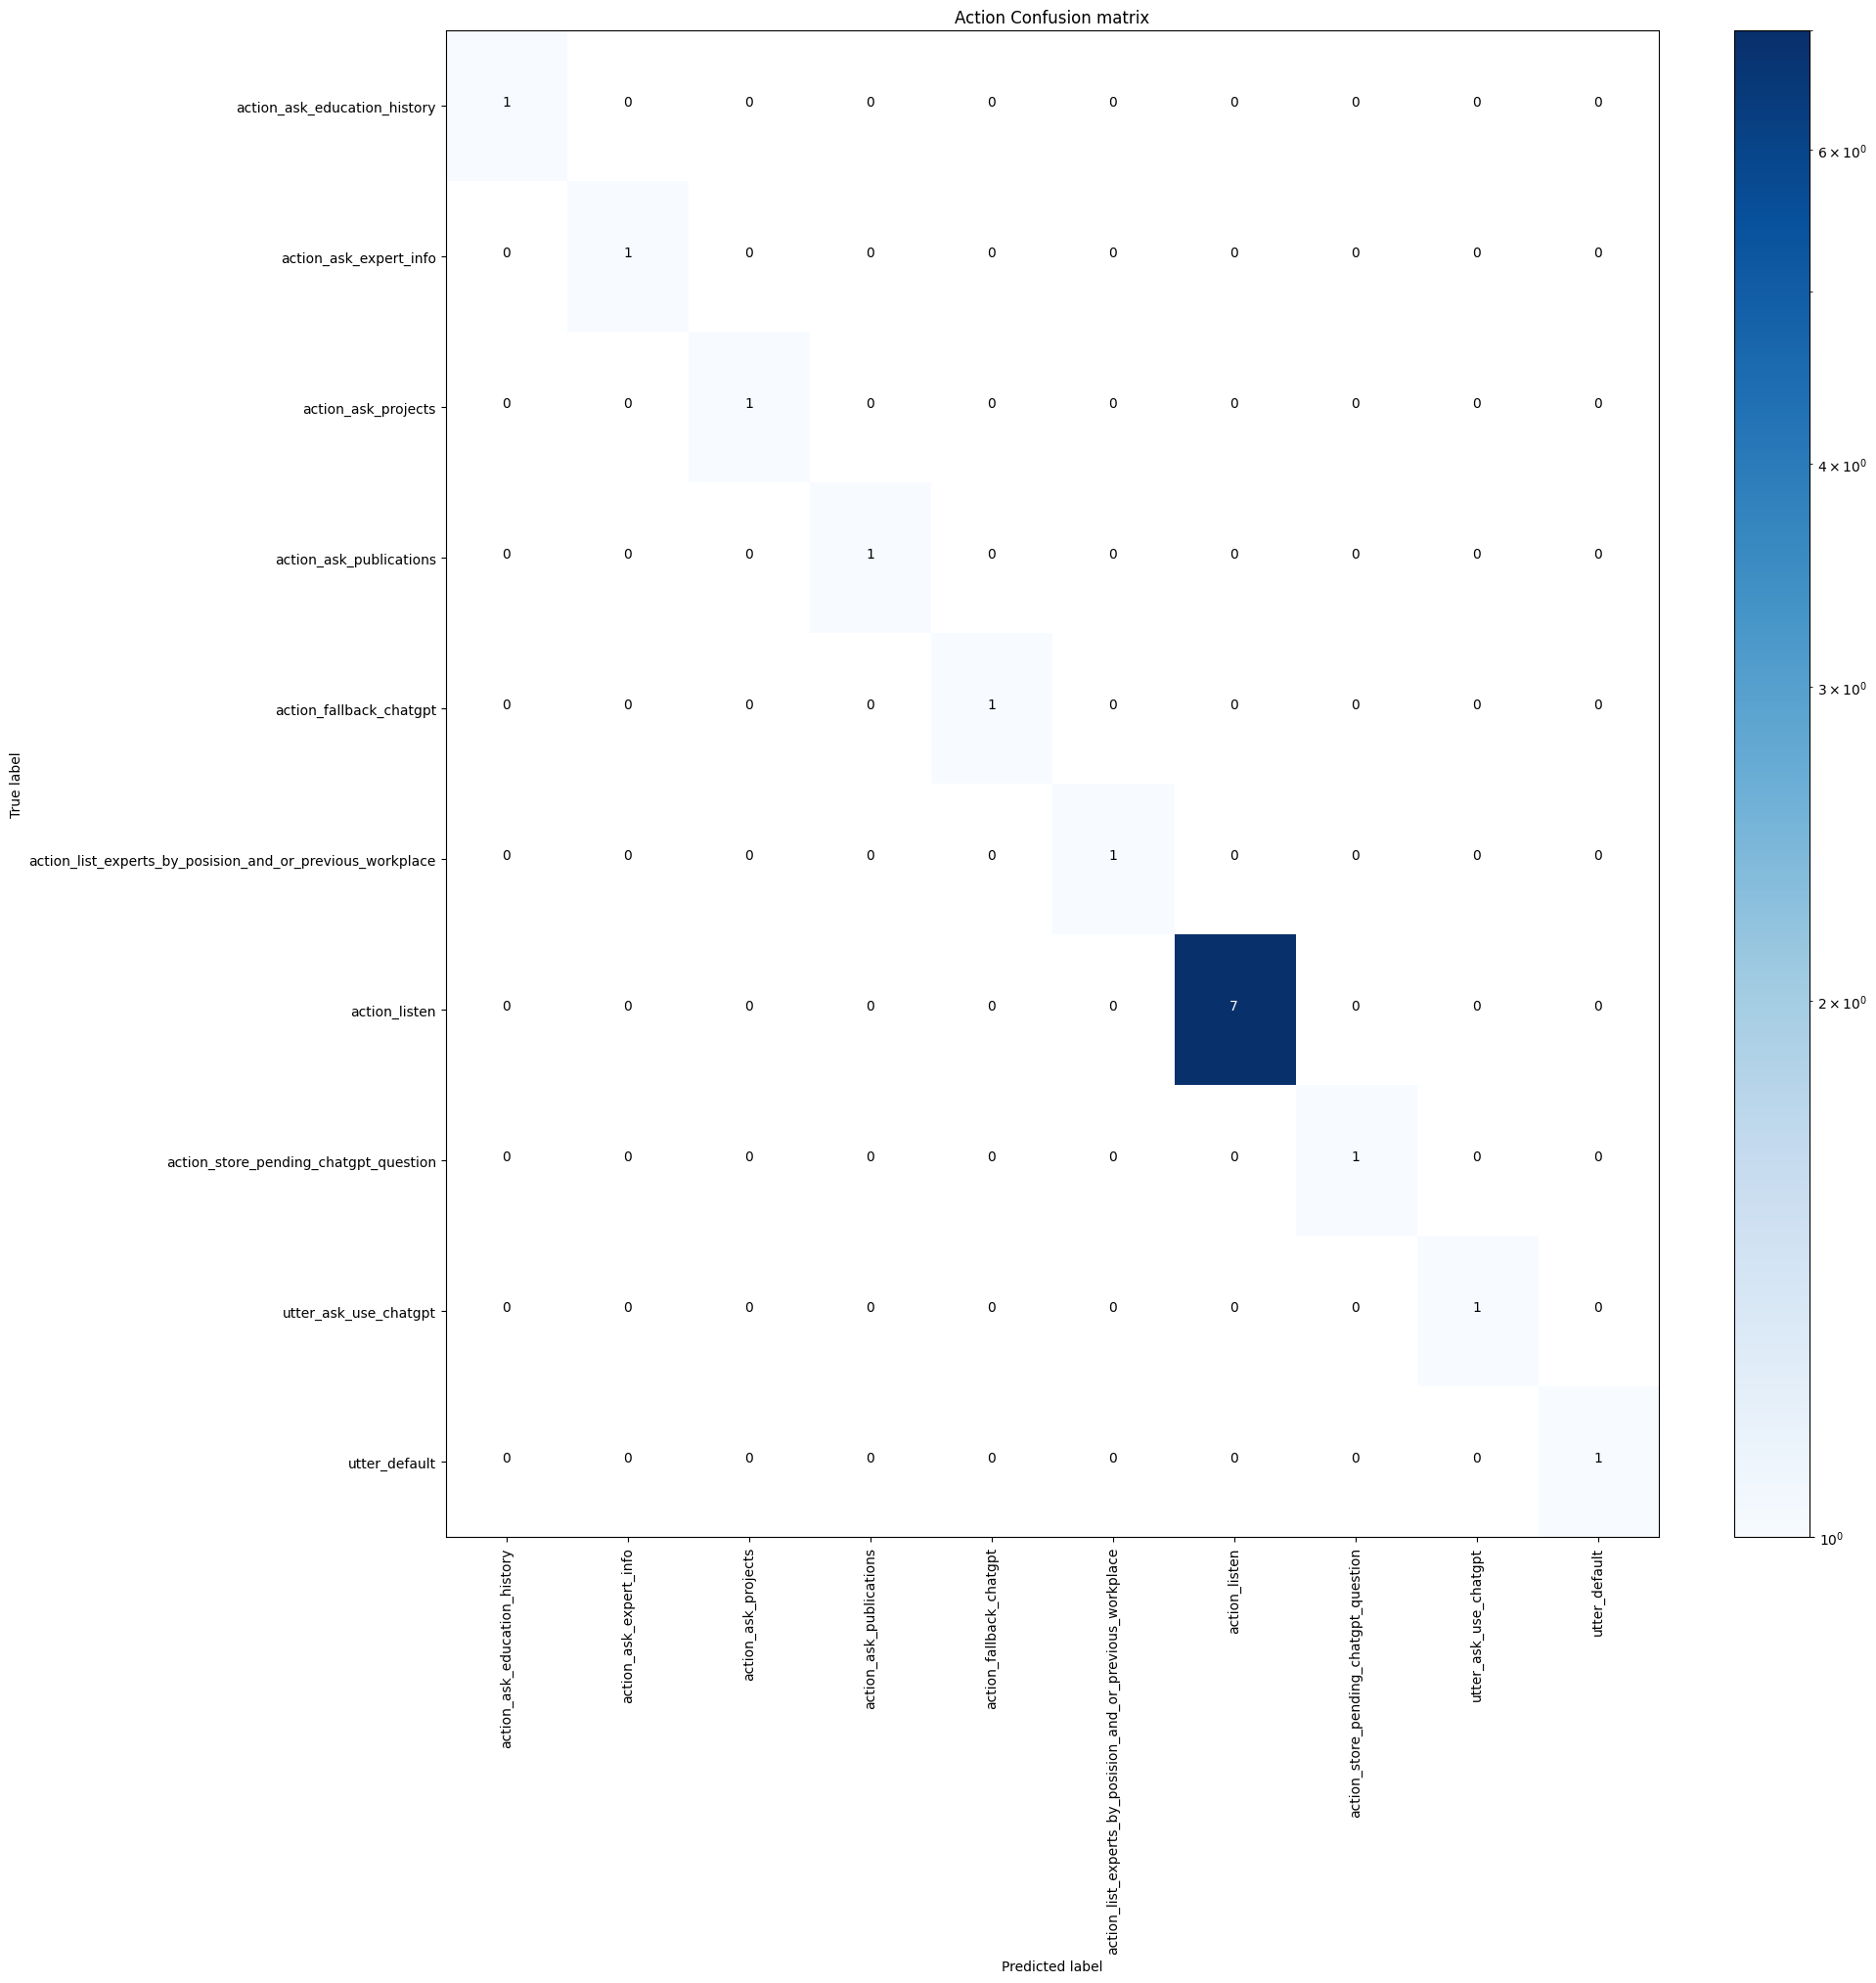 Action Confusion matrix
True label
action_ask_education_history 1 0 0 0 0 0 0 0 0 0
action_ask_expert_info 0 1 0 0 0 0 0 0 0 0
action_ask_projects 0 0 1 0 0 0 0 0 0 0
action_ask_publications 0 0 0 1 0 0 0 0 0 0
action_fallback_chatgpt 0 0 0 0 1 0 0 0 0 0
action_list_experts_by_posision_and_or_previous_workplace 0 0 0 0 0 1 0 0 0 0
action_listen 0 0 0 0 0 0 7 0 0 0
action_store_pending_chatgpt_question 0 0 0 0 0 0 0 1 0 0
utter_ask_use_chatgpt 0 0 0 0 0 0 0 0 1 0
utter_default 0 0 0 0 0 0 0 0 0 1
action_ask_education_history
action_ask_expert_info
action_ask_projects
action_ask_publications
action_fallback_chatgpt
action_list_experts_by_posision_and_or_previous_workplace
action_listen
action_store_pending_chatgpt_question
utter_ask_use_chatgpt
utter_default
Predicted label
6 × 10⁰
4 × 10⁰
3 × 10⁰
2 × 10⁰
10⁰